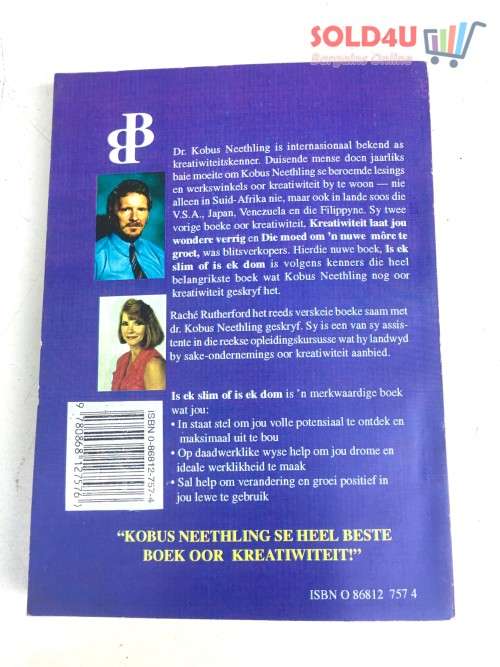 SOLD4U
Bargains Online
B
B
Dr. Kobus Neethling is internasionaal bekend as
kreatiwiteitskenner. Duisende mense doen jaarliks
baie moeite om Kobus Neethling se beroemde lesings
en werkswinkels oor kreatiwiteit by te woon — nie
alleen in Suid-Afrika nie, maar ook in lande soos die
V.S.A., Japan, Venezuela en die Filippyne. Sy twee
vorige boeke oor kreatiwiteit, Kreatiwiteit laat jou
wondere verrig en Die moed om 'n nuwe môre te
groet, was blitsverkopers. Hierdie nuwe boek, Is ek
slim of is ek dom is volgens kenners die heel
belangrikste boek wat Kobus Neethling nog oor
kreatiwiteit geskryf het.
Raché Rutherford het reeds verskeie boeke saam met
dr. Kobus Neethling geskryf. Sy is een van sy assis-
tente in die reekse opleidingskursusse wat hy landwyd
by sake-ondernemings oor kreatiwiteit aanbied.
Is ek slim of is ek dom is 'n merkwaardige boek
wat jou:
• In staat stel om jou volle potensiaal te ontdek en
maksimaal uit te bou
• Op daadwerklike wyse help om jou drome en
ideale werklikheid te maak
• Sal help om verandering en groei positief in
jou lewe te gebruik
ISBN 0-86812-757-4
9 780868 127576
"KOBUS NEETHLING SE HEEL BESTE
BOEK OOR KREATIWITEIT!"
ISBN O 86812 757 4